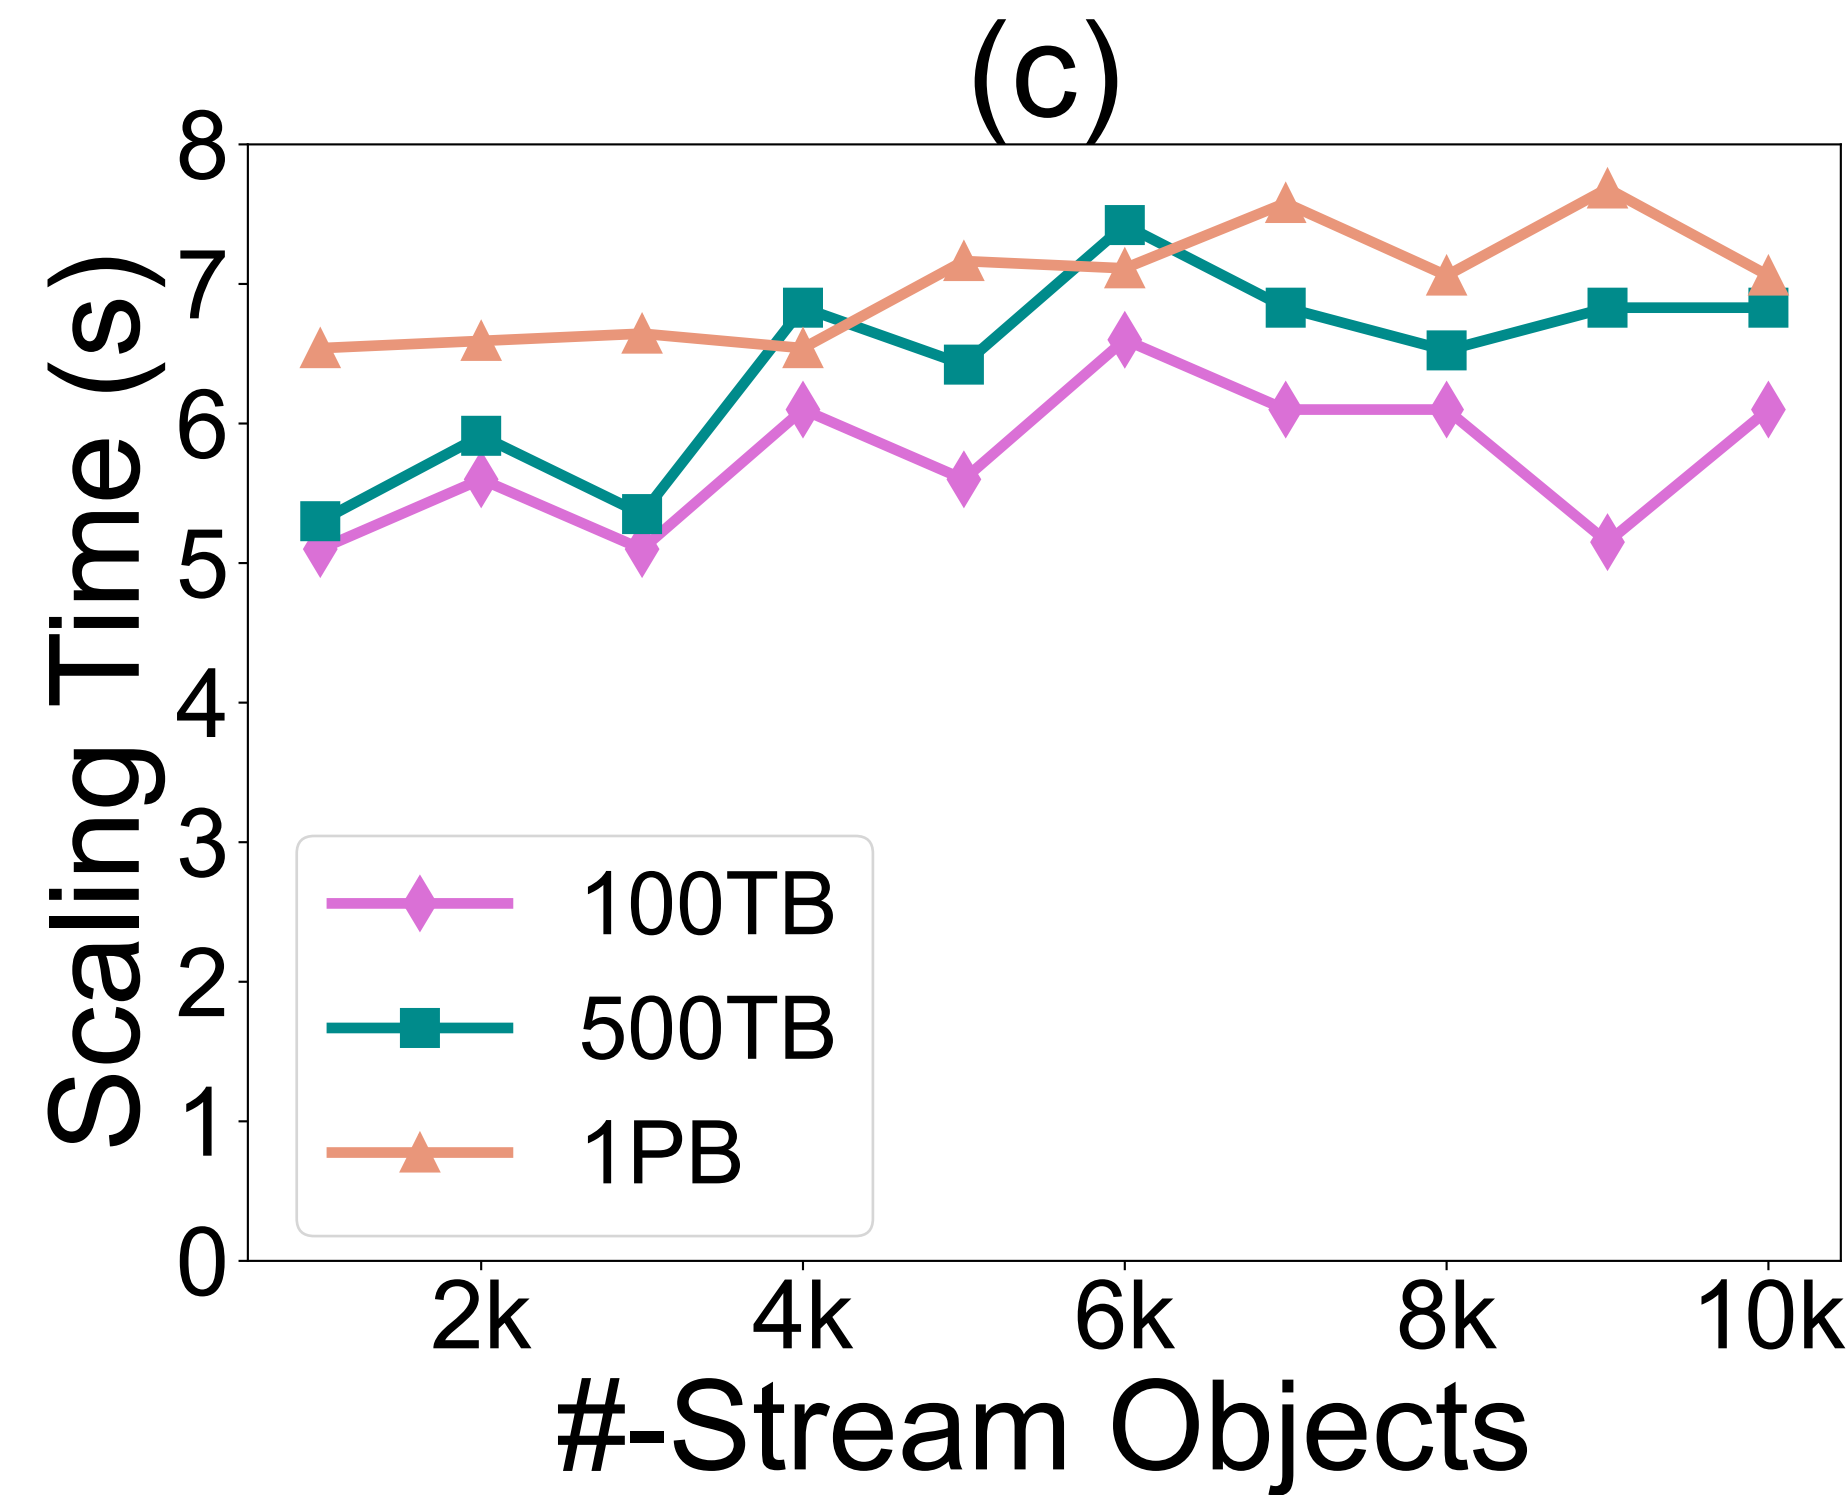 (c)
Scaling Time (s)
8
7
6
5
4
3
2
1
0
100TB
500TB
1PB
2k 4k 6k 8k 10k
#-Stream Objects